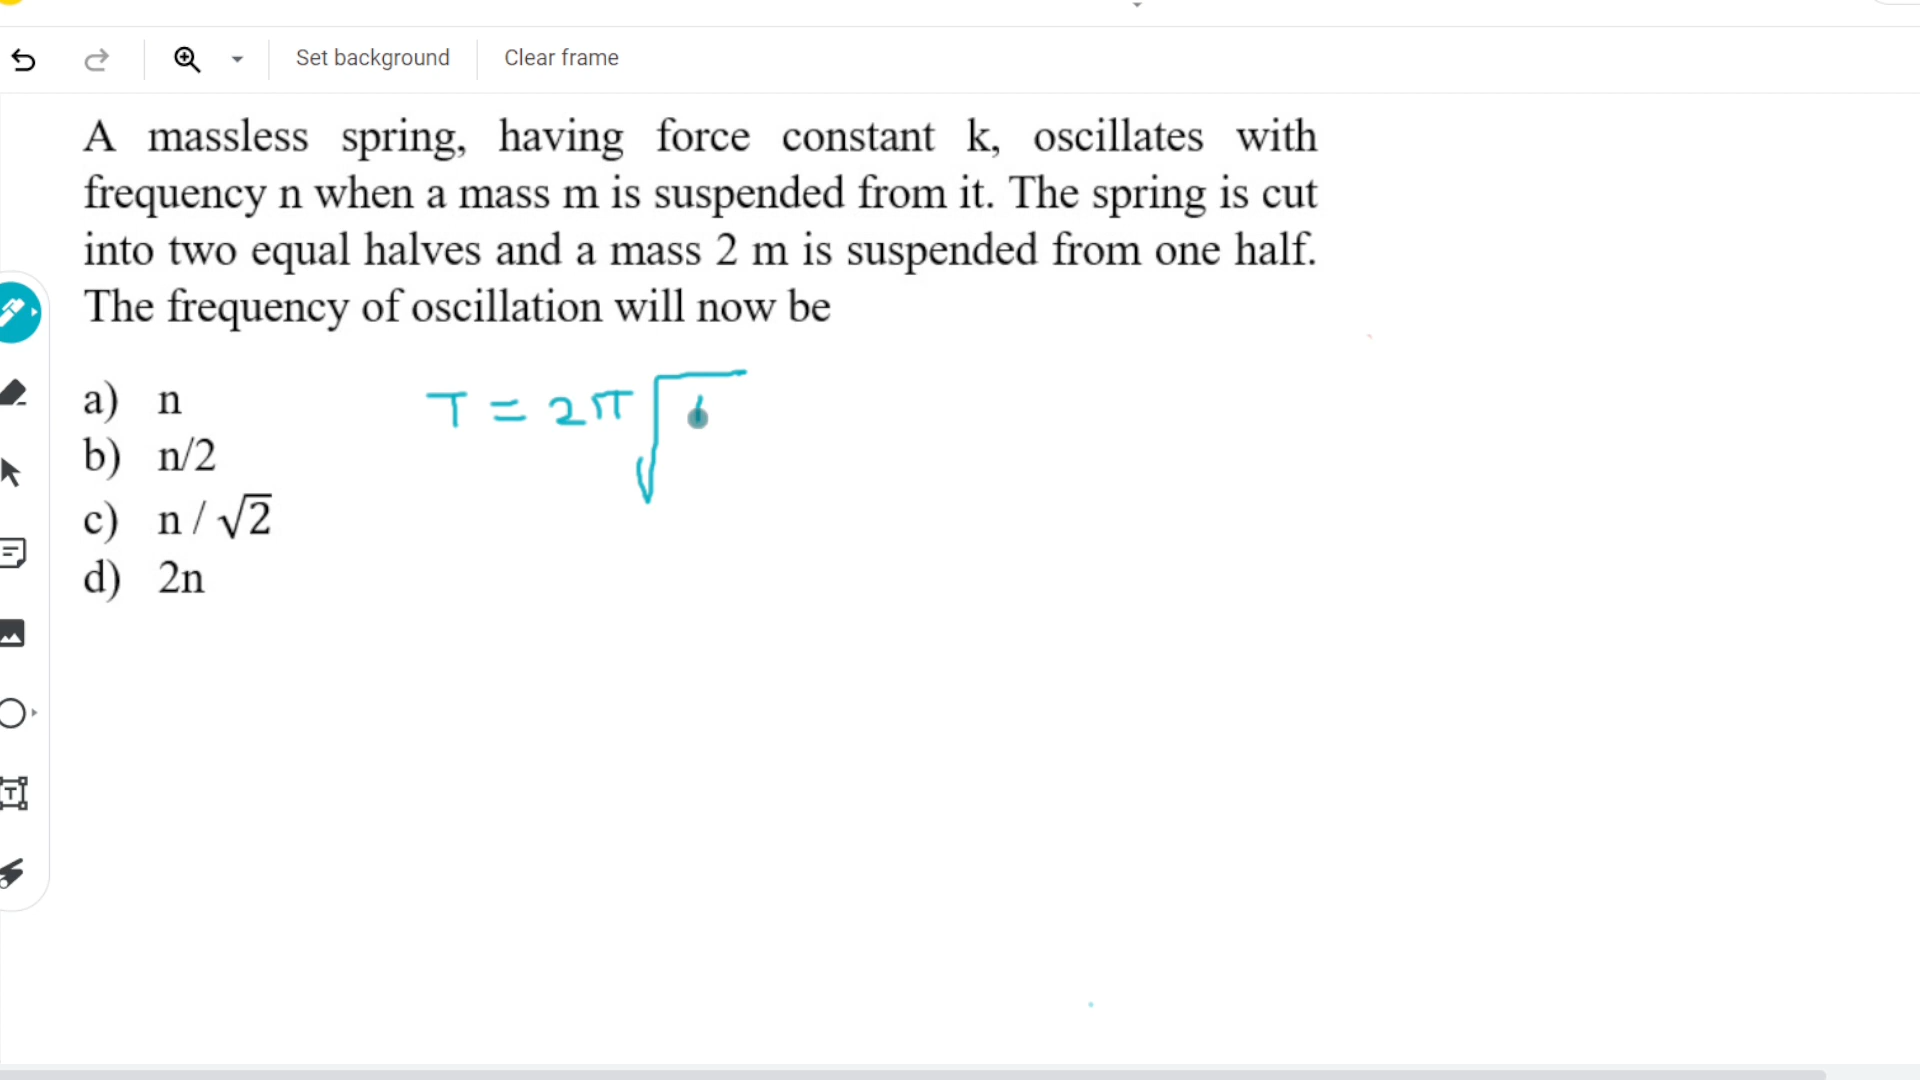 Set background
Clear frame
A massless spring, having force constant k, oscillates with
frequency n when a mass m is suspended from it. The spring is cut
into two equal halves and a mass 2 m is suspended from one half.
The frequency of oscillation will now be
a) n
b) n/2
c) n / √2
d) 2n
T = 2π √